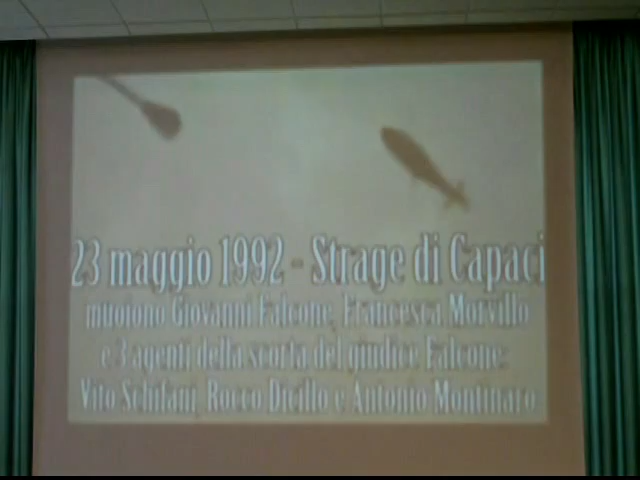 23 maggio 1992 - Strage di Capaci
muoiono Giovanni Falcone, Francesca Morvillo
e 3 agenti della scorta del giudice Falcone:
Vito Schifani, Rocco Dicillo e Antonio Montinaro